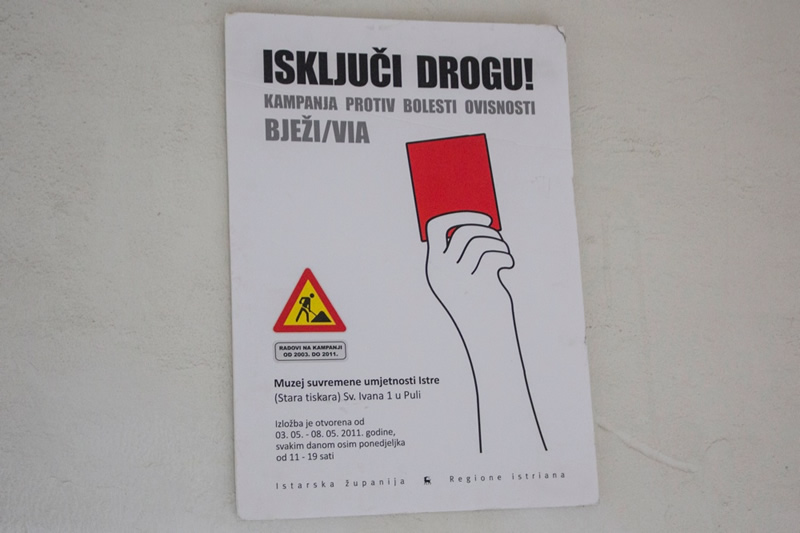 ISKLJUČI DROGU!
KAMPANJA PROTIV BOLESTI OVISNOSTI
BJEŽI/VIA
RADOVI NA KAMPANJI
OD 2003. DO 2011.
Muzej suvremene umjetnosti Istre
(Stara tiskara) Sv. Ivana 1 u Puli
Izložba je otvorena od
03. 05. - 08. 05. 2011. godine,
svakim danom osim ponedjeljka
od 11 - 19 sati
Istarska županija Regione istriana